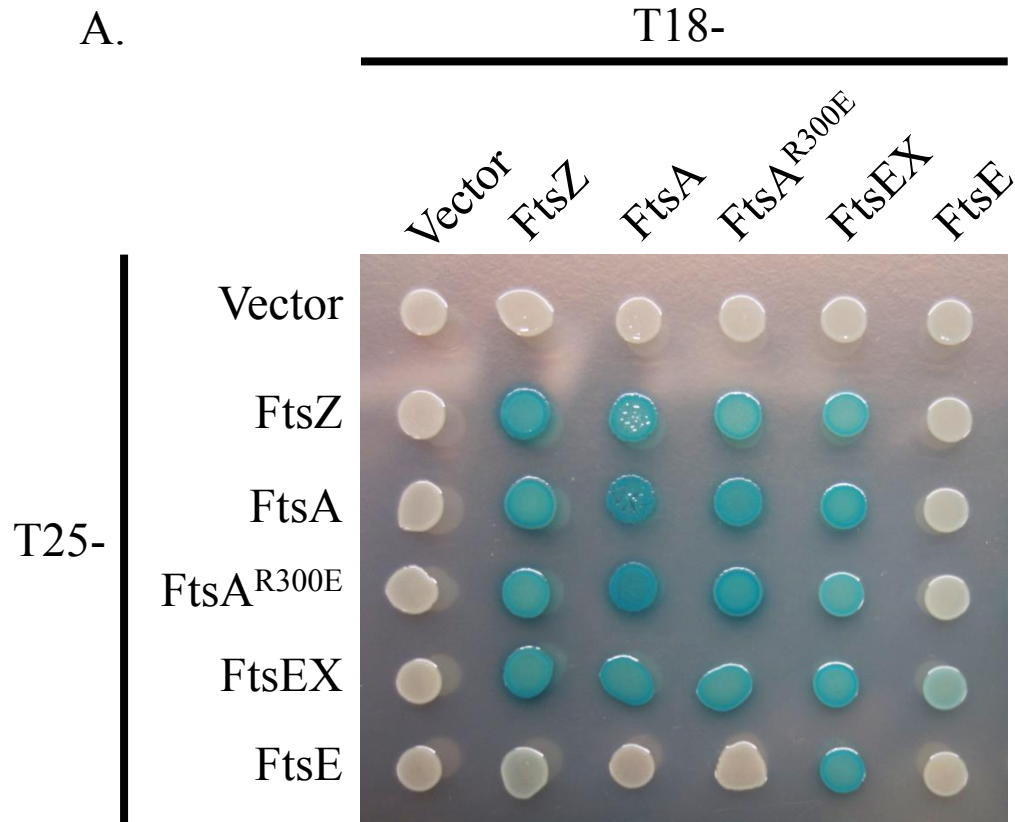 A.
T18-
Vector
FtsZ
FtsA
FtsA^R300E
FtsEX
FtsE
T25-
Vector
FtsZ
FtsA
FtsA^R300E
FtsEX
FtsE